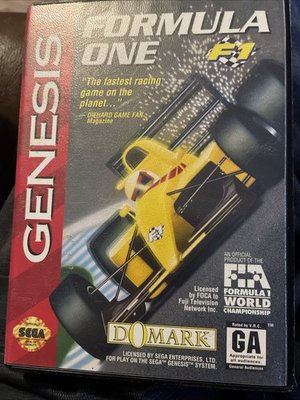 GENESIS
FORMULA
ONE F1
"The fastest racing
game on the
planet..."
– DIEHARD GAME FAN
Magazine
AN OFFICIAL
PRODUCT OF THE
FIA
FORMULA 1
WORLD
CHAMPIONSHIP
Licensed
by FOCA to
Fuji Television
Network Inc.
DOMARK
SEGA
LICENSED BY SEGA ENTERPRISES, LTD.
FOR PLAY ON THE SEGA™ GENESIS™ SYSTEM.
Rated by V.R.C. ™
GA
Appropriate for
all audiences.
General Audiences